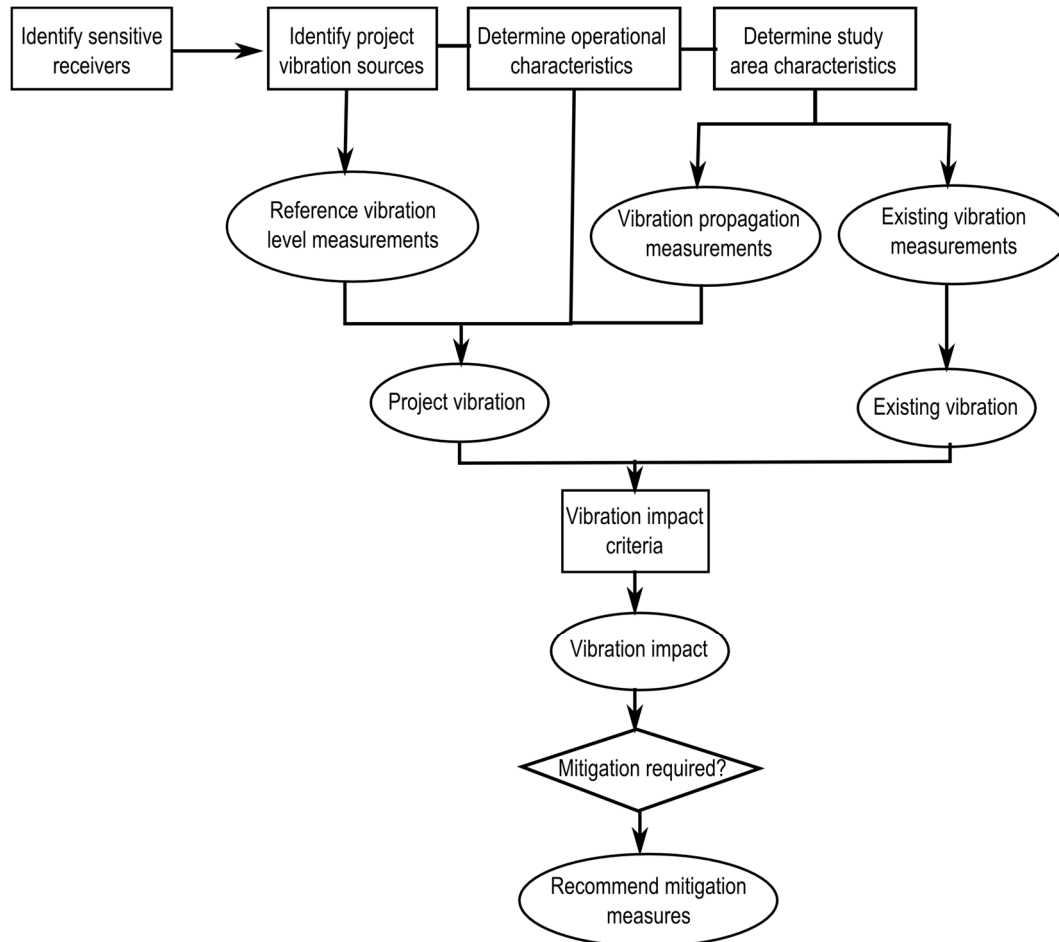 Identify sensitive
receivers
Identify project
vibration sources
Determine operational
characteristics
Determine study
area characteristics
Reference vibration
level measurements
Vibration propagation
measurements
Existing vibration
measurements
Project vibration
Existing vibration
Vibration impact
criteria
Vibration impact
Mitigation required?
Recommend mitigation
measures